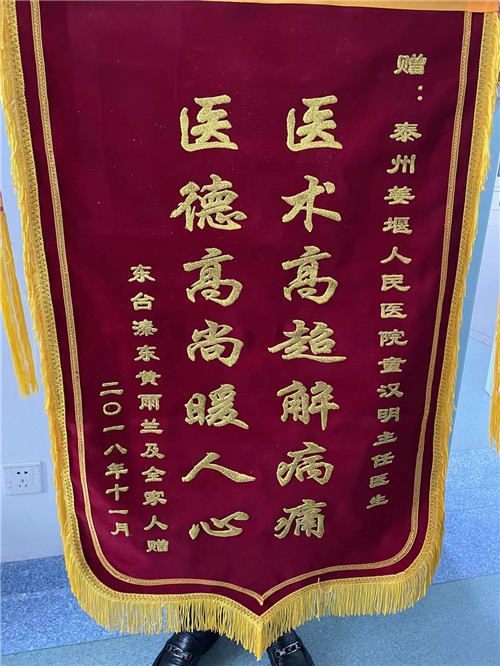 赠：泰州姜堰人民医院童汉明主任医生
医术高超解病痛
医德高尚暖人心
东台溱东黄雨兰及全家人赠
二〇一八年十一月